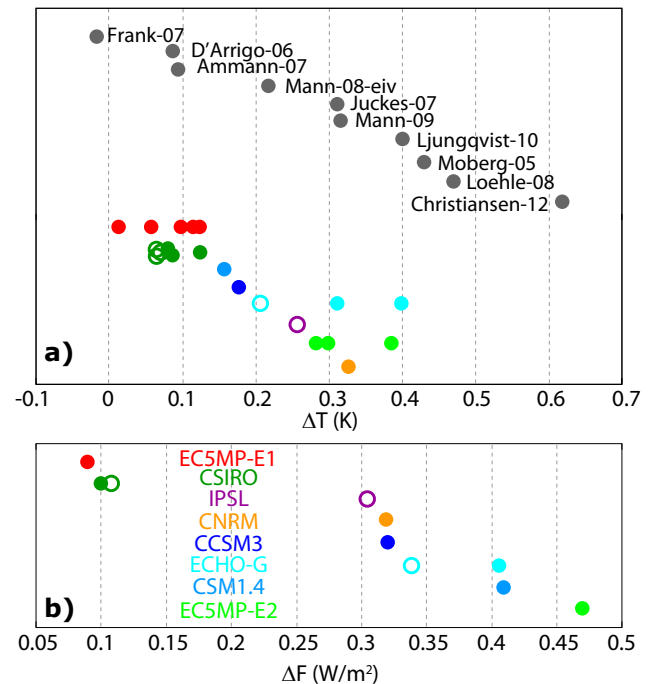 Frank-07
D'Arrigo-06
Ammann-07
Mann-08-eiv
Juckes-07
Mann-09
Ljungqvist-10
Moberg-05
Loehle-08
Christiansen-12
a)
-0.1 0 0.1 0.2 0.3 0.4 0.5 0.6 0.7
ΔT (K)
EC5MP-E1
CSIRO
IPSL
CNRM
CCSM3
ECHO-G
CSM1.4
EC5MP-E2
b)
0.05 0.1 0.15 0.2 0.25 0.3 0.35 0.4 0.45 0.5
ΔF (W/m²)